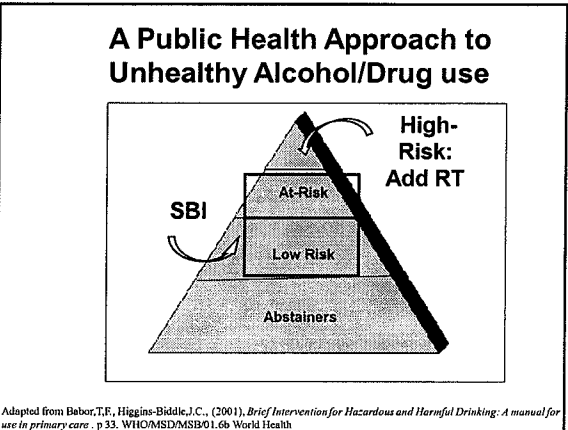 A Public Health Approach to
Unhealthy Alcohol/Drug use
High-
Risk:
Add RT
At-Risk
SBI
Low Risk
Abstainers
Adapted from Babor,T,F., Higgins-Biddle,J.C., (2001), Brief Intervention for Hazardous and Harmful Drinking: A manual for
use in primary care . p 33. WHO/MSD/MSB/01.6b World Health